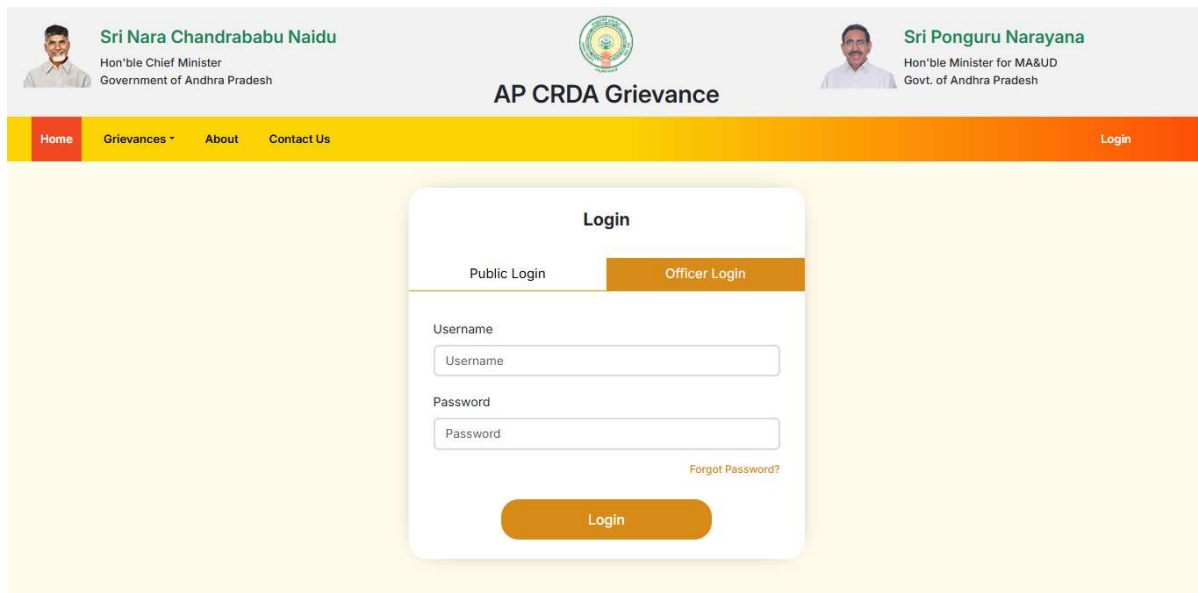 Sri Nara Chandrababu Naidu
Hon'ble Chief Minister
Government of Andhra Pradesh
AP CRDA Grievance
Sri Ponguru Narayana
Hon'ble Minister for MA&UD
Govt. of Andhra Pradesh
Home Grievances About Contact Us Login
Login
Public Login Officer Login
Username
Username
Password
Password
Forgot Password?
Login